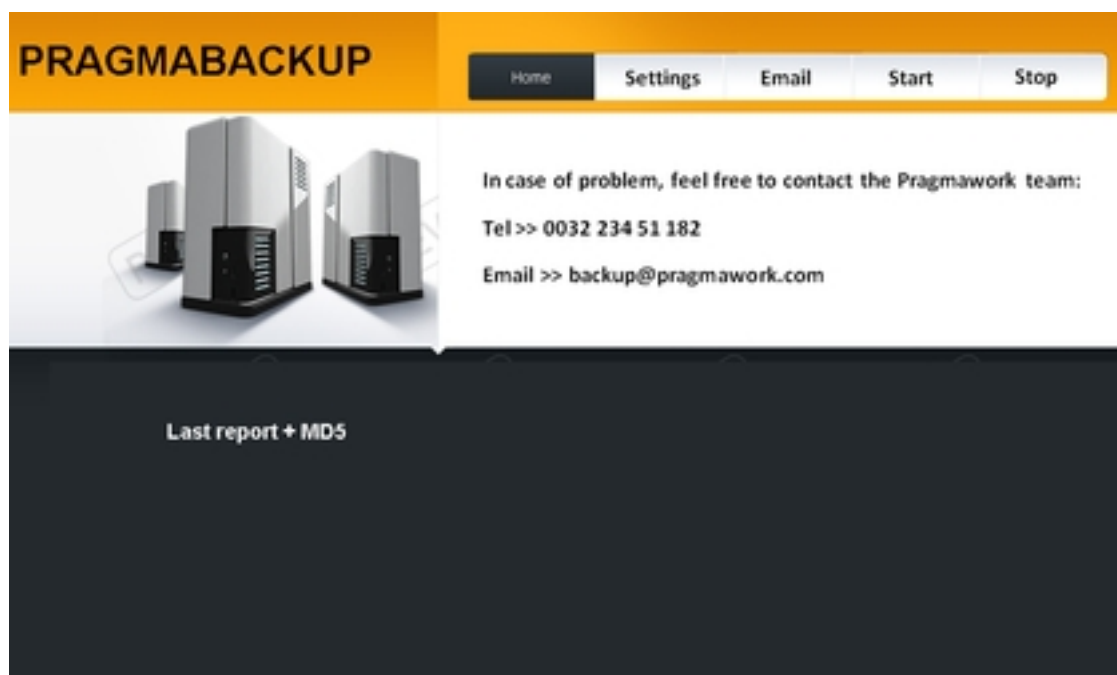 PRAGMABACKUP
Home Settings Email Start Stop
In case of problem, feel free to contact the Pragmawork team:
Tel >> 0032 234 51 182
Email >> backup@pragmawork.com
Last report + MD5